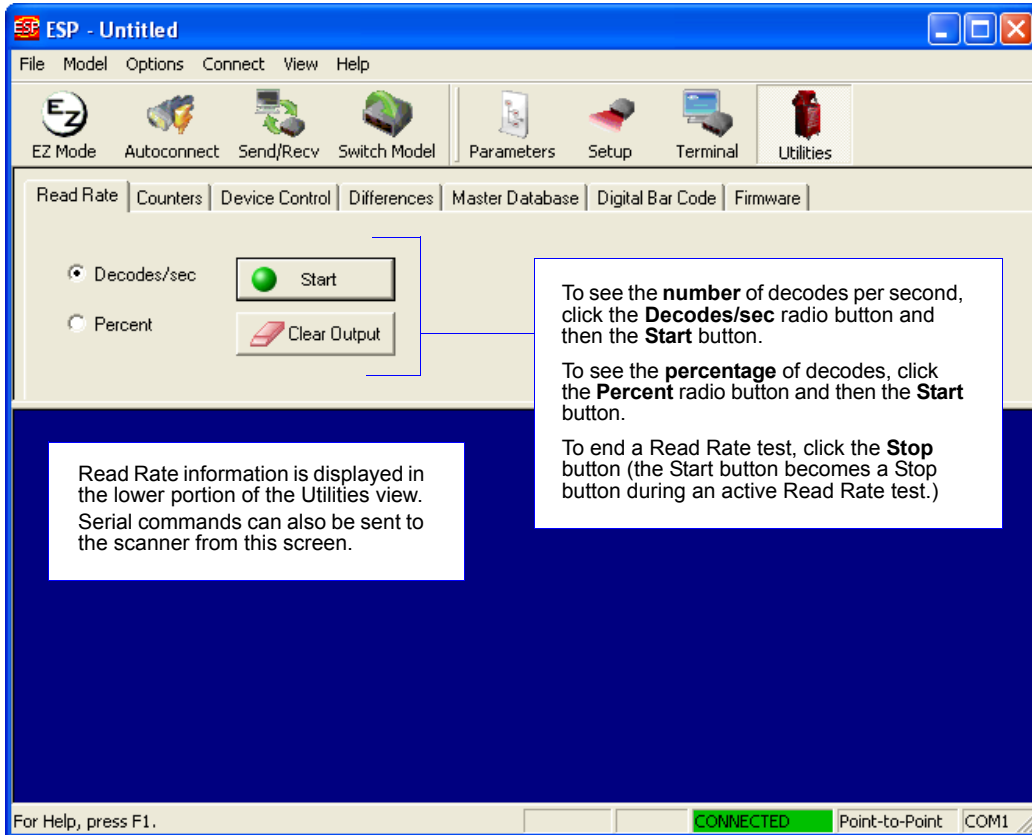 ESP - Untitled
File Model Options Connect View Help
EZ
EZ Mode Autoconnect Send/Recv Switch Model Parameters Setup Terminal Utilities
Read Rate Counters Device Control Differences Master Database Digital Bar Code Firmware
Decodes/sec Start
Percent Clear Output
To see the number of decodes per second,
click the Decodes/sec radio button and
then the Start button.
To see the percentage of decodes, click
the Percent radio button and then the Start
button.
To end a Read Rate test, click the Stop
button (the Start button becomes a Stop
button during an active Read Rate test.)
Read Rate information is displayed in
the lower portion of the Utilities view.
Serial commands can also be sent to
the scanner from this screen.
For Help, press F1. CONNECTED Point-to-Point COM1